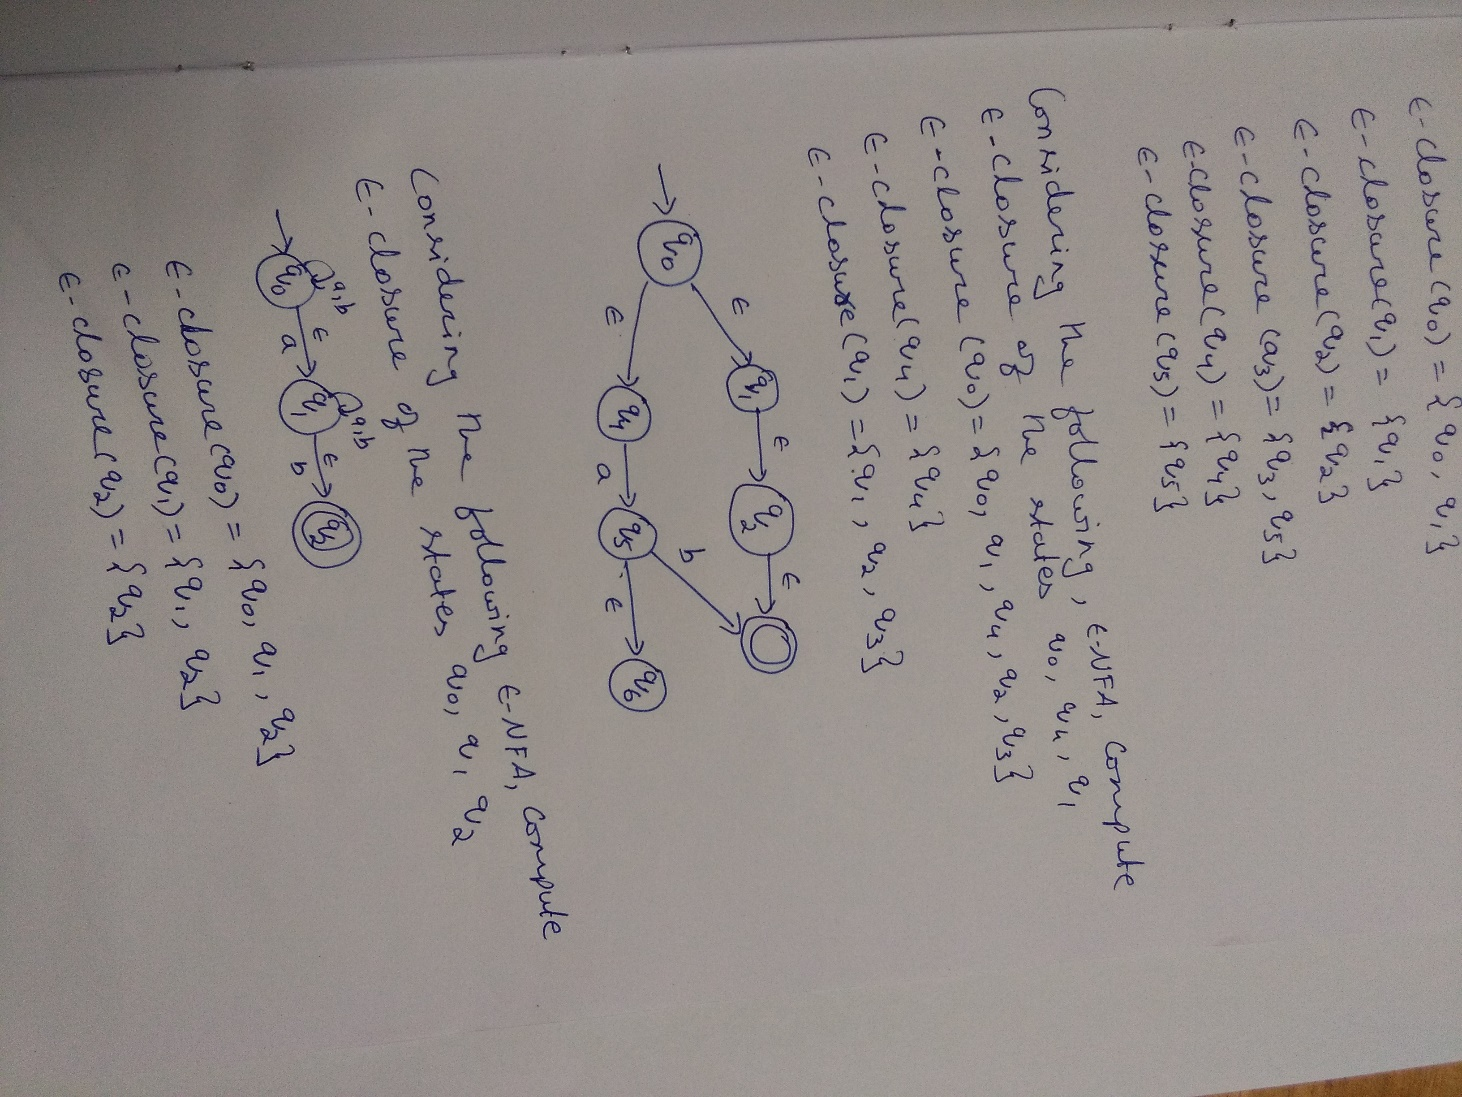 ϵ-closure(q0) = {q0, q1}
ϵ-closure(q1) = {q1}
ϵ-closure(q2) = {q2}
ϵ-closure(q3) = {q3, q5}
ϵ-closure(q4) = {q4}
ϵ-closure(q5) = {q5}
Considering the following, ϵ-NFA, compute
ϵ-closure of the states q0, q4, q1
ϵ-closure (q0) = {q0, q1, q4, q2, q3}
ϵ-closure(q4) = {q4}
ϵ-closure(q1) = {q1, q2, q3}
ϵ ϵ ϵ
q0 q1 q2
b
ϵ a ϵ
q4 q5 q6
Considering the following ϵ-NFA, compute
ϵ-closure of the states q0, q1 q2
a,b a,b
ϵ ϵ
q0 q1 q2
a b
ϵ-closure(q0) = {q0, q1, q2}
ϵ-closure(q1) = {q1, q2}
ϵ-closure(q2) = {q2}